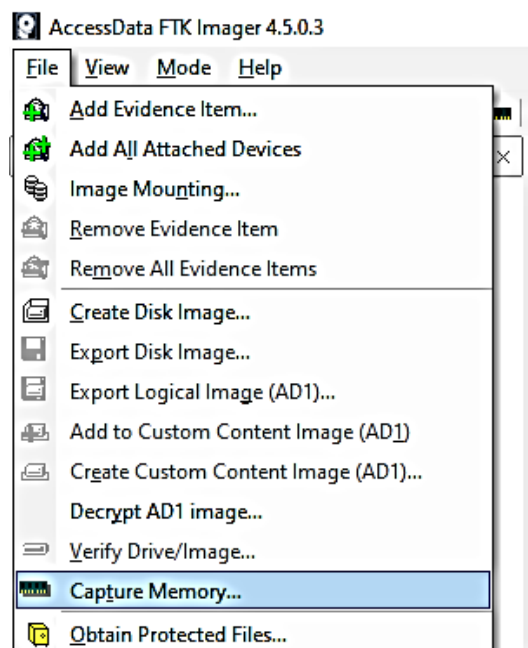 AccessData FTK Imager 4.5.0.3
File View Mode Help
Add Evidence Item...
Add All Attached Devices
Image Mounting...
Remove Evidence Item
Remove All Evidence Items
Create Disk Image...
Export Disk Image...
Export Logical Image (AD1)...
Add to Custom Content Image (AD1)
Create Custom Content Image (AD1)...
Decrypt AD1 image...
Verify Drive/Image...
Capture Memory...
Obtain Protected Files...